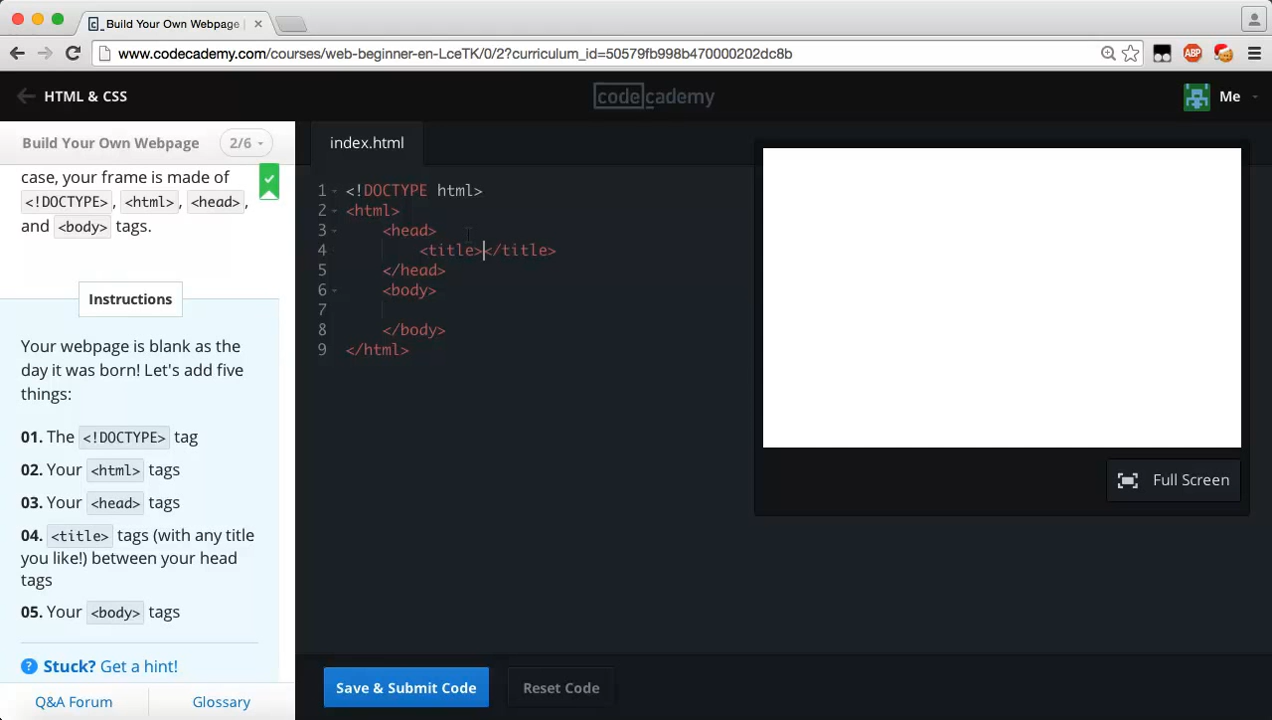 C_ Build Your Own Webpage
www.codecademy.com/courses/web-beginner-en-LceTK/0/2?curriculum_id=50579fb998b470000202dc8b
ABP
HTML & CSS
codecademy
Me
Build Your Own Webpage 2/6
index.html
case, your frame is made of
<!DOCTYPE>, <html>, <head>,
and <body> tags.
Instructions
Your webpage is blank as the
day it was born! Let's add five
things:
01. The <!DOCTYPE> tag
02. Your <html> tags
03. Your <head> tags
04. <title> tags (with any title
you like!) between your head
tags
05. Your <body> tags
? Stuck? Get a hint!
Q&A Forum Glossary
1 <!DOCTYPE html>
2 <html>
3 <head>
4 <title></title>
5 </head>
6 <body>
7
8 </body>
9 </html>
Full Screen
Save & Submit Code Reset Code